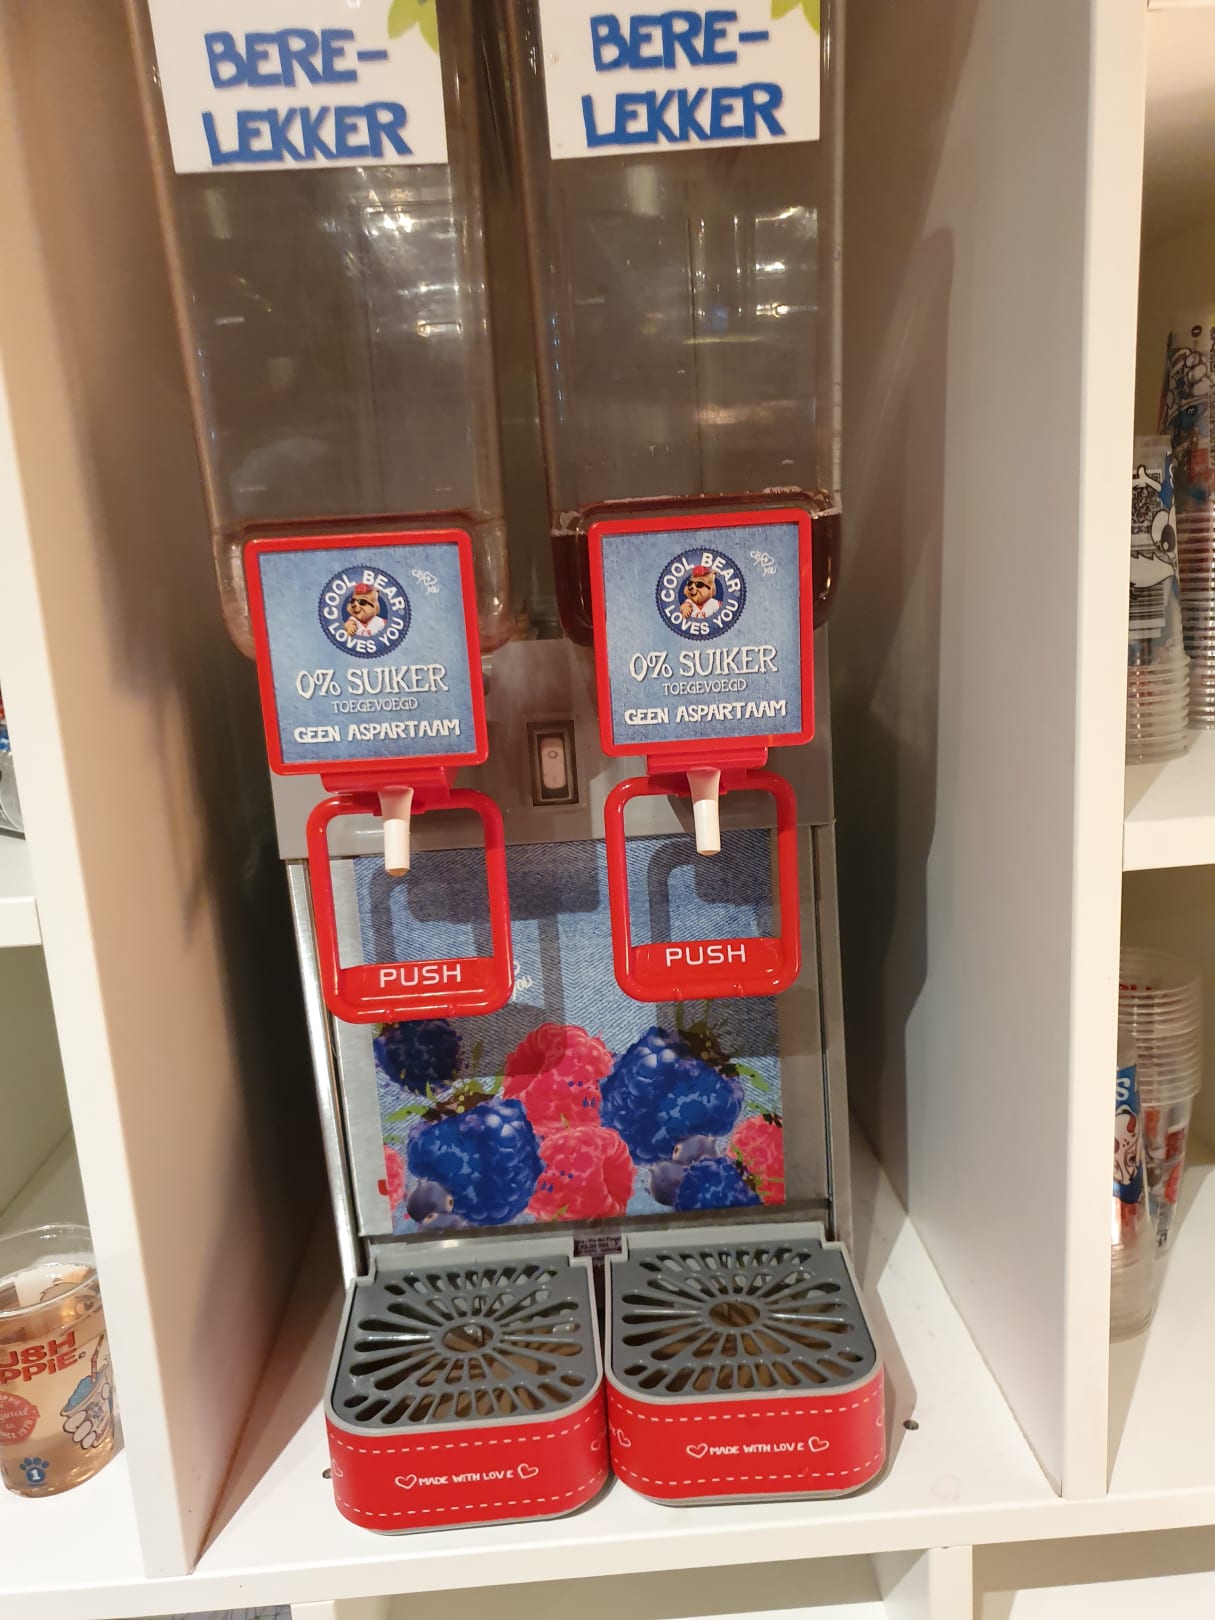 BERE-
LEKKER
BERE-
LEKKER
COOL BEAR
LOVES YOU
0% SUIKER
TOEGEVOEGD
GEEN ASPARTAAM
COOL BEAR
LOVES YOU
0% SUIKER
TOEGEVOEGD
GEEN ASPARTAAM
PUSH
PUSH
MADE WITH LOVE
MADE WITH LOVE
1